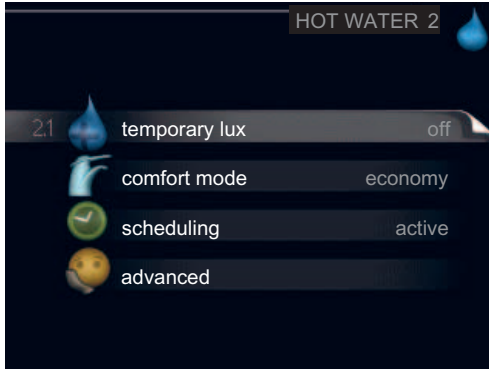 HOT WATER 2
2.1 temporary lux off
comfort mode economy
scheduling active
advanced